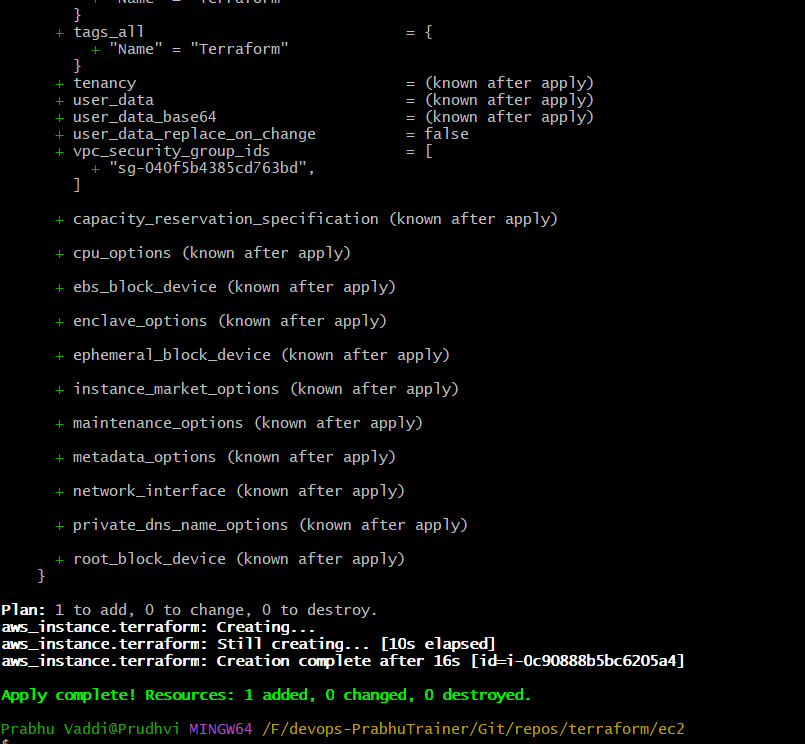 + "Name" = "Terraform"
}
+ tags_all = {
+ "Name" = "Terraform"
}
+ tenancy = (known after apply)
+ user_data = (known after apply)
+ user_data_base64 = (known after apply)
+ user_data_replace_on_change = false
+ vpc_security_group_ids = [
+ "sg-040f5b4385cd763bd",
]
+ capacity_reservation_specification (known after apply)
+ cpu_options (known after apply)
+ ebs_block_device (known after apply)
+ enclave_options (known after apply)
+ ephemeral_block_device (known after apply)
+ instance_market_options (known after apply)
+ maintenance_options (known after apply)
+ metadata_options (known after apply)
+ network_interface (known after apply)
+ private_dns_name_options (known after apply)
+ root_block_device (known after apply)
}
Plan: 1 to add, 0 to change, 0 to destroy.
aws_instance.terraform: Creating...
aws_instance.terraform: Still creating... [10s elapsed]
aws_instance.terraform: Creation complete after 16s [id=i-0c90888b5bc6205a4]
Apply complete! Resources: 1 added, 0 changed, 0 destroyed.
Prabhu Vaddi@Prudhvi MINGW64 /F/devops-PrabhuTrainer/Git/repos/terraform/ec2
$